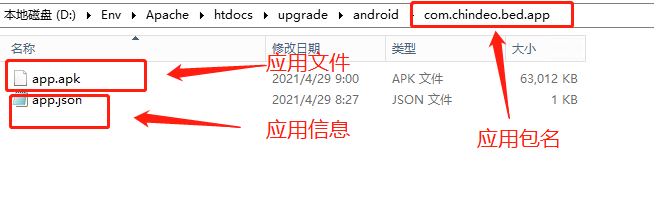 本地磁盘 (D:) ▸ Env ▸ Apache ▸ htdocs ▸ upgrade ▸ android ▸ com.chindeo.bed.app
名称 修改日期 类型 大小
应用文件
app.apk 2021/4/29 9:00 APK 文件 63,012 KB
app.json 2021/4/29 8:27 JSON 文件 1 KB
应用信息
应用包名